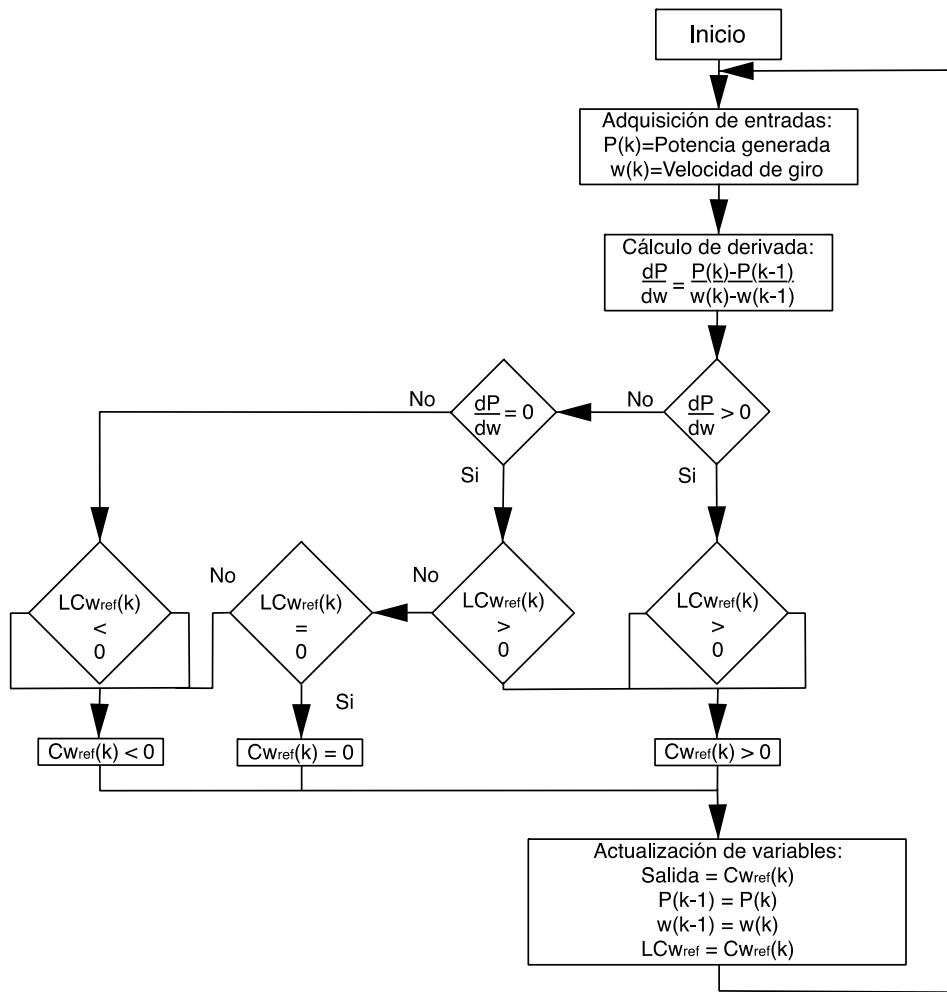 Inicio
Adquisición de entradas:
P(k)=Potencia generada
w(k)=Velocidad de giro
Cálculo de derivada:
dP/dw = P(k)-P(k-1)/w(k)-w(k-1)
No
dP/dw = 0
No
dP/dw > 0
Si
Si
LCwref(k)
<
0
No
LCwref(k)
=
0
No
LCwref(k)
>
0
LCwref(k)
>
0
Si
Cwref(k) < 0
Cwref(k) = 0
Cwref(k) > 0
Actualización de variables:
Salida = Cwref(k)
P(k-1) = P(k)
w(k-1) = w(k)
LCwref = Cwref(k)